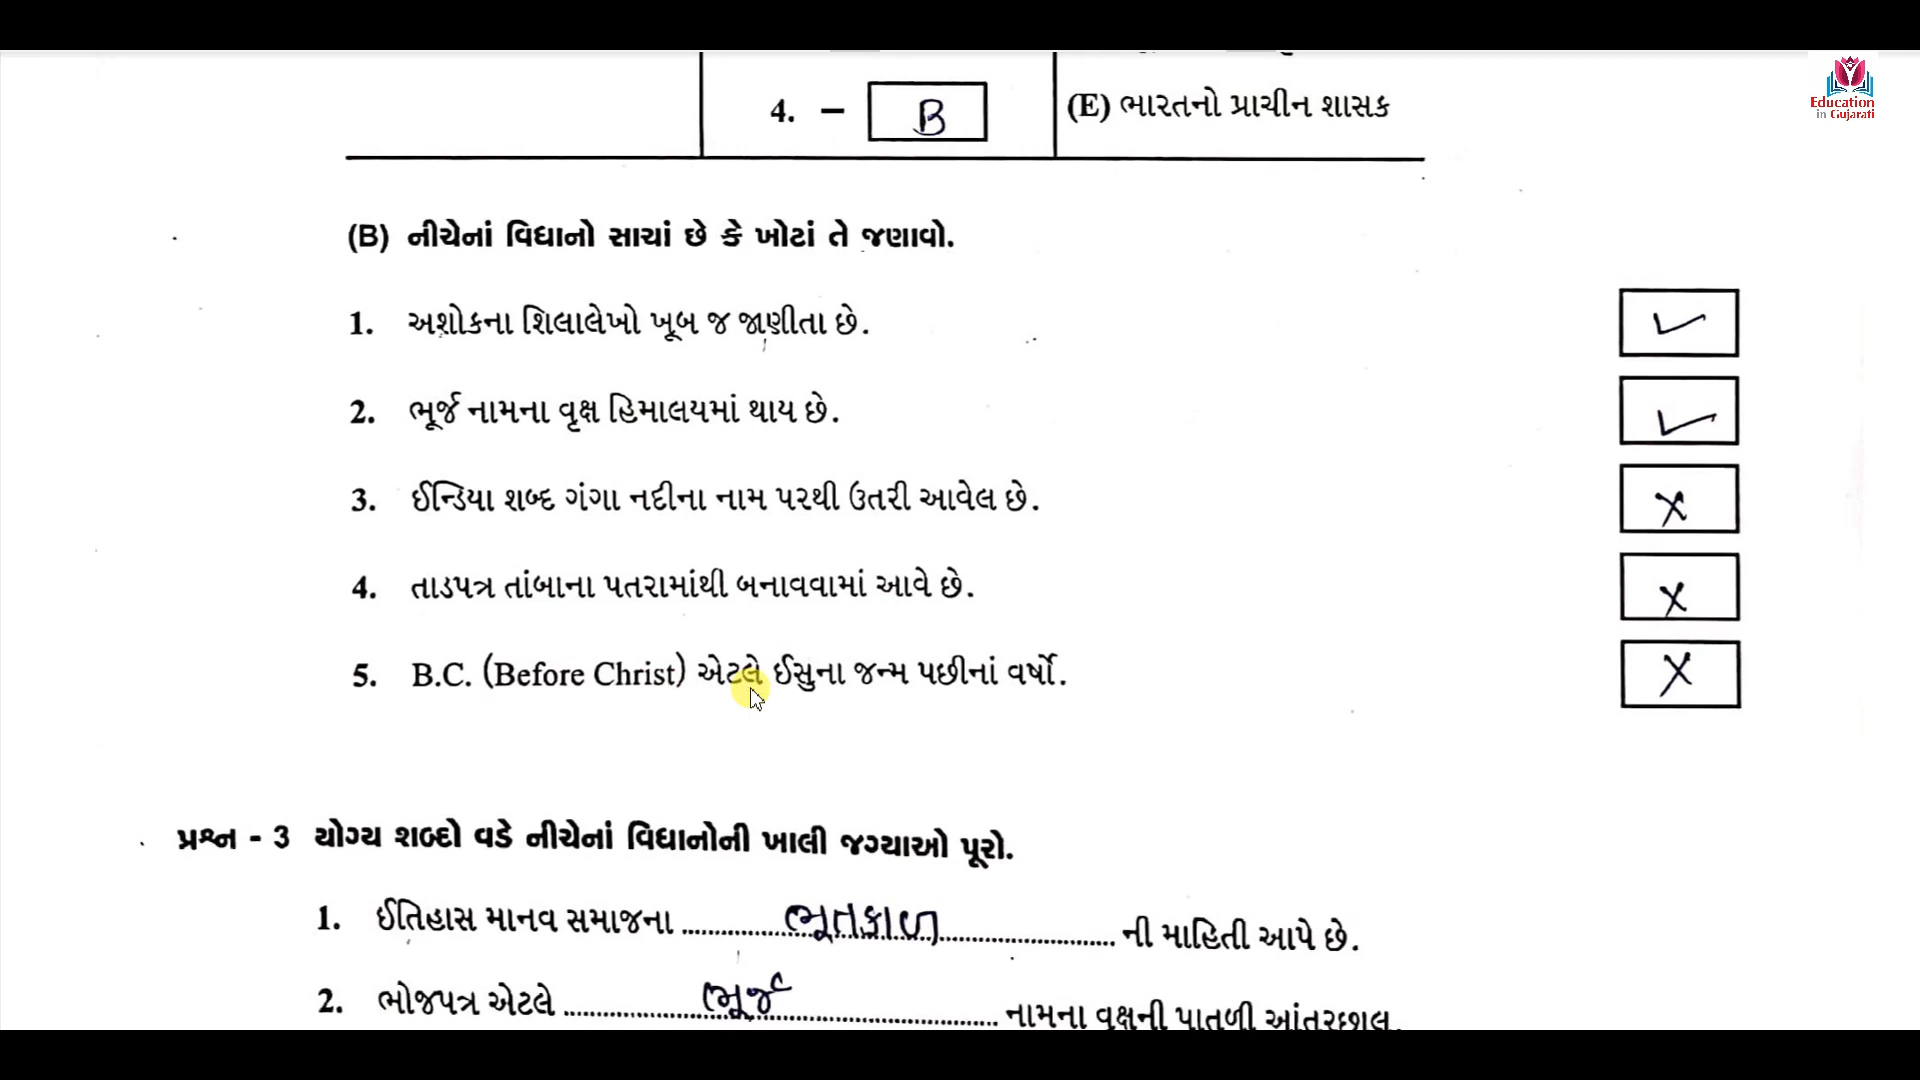 4. – B (E) ભારતનો પ્રાચીન શાસક
Education
in Gujarati
(B) નીચેનાં વિધાનો સાચાં છે કે ખોટાં તે જણાવો.
1. અશોકના શિલાલેખો ખૂબ જ જાણીતા છે. ✓
2. ભૂર્જ નામના વૃક્ષ હિમાલયમાં થાય છે. ✓
3. ઈન્ડિયા શબ્દ ગંગા નદીના નામ પરથી ઉતરી આવેલ છે. ✗
4. તાડપત્ર તાંબાના પતરામાંથી બનાવવામાં આવે છે. ✗
5. B.C. (Before Christ) એટલે ઈસુના જન્મ પછીનાં વર્ષો. ✗
પ્રશ્ન - 3 યોગ્ય શબ્દો વડે નીચેનાં વિધાનોની ખાલી જગ્યાઓ પૂરો.
1. ઈતિહાસ માનવ સમાજના ........ ભૂતકાળ ........ ની માહિતી આપે છે.
2. ભોજપત્ર એટલે ........ ભૂર્જ ........ નામના વૃક્ષની પાતળી આંતરછાલ.